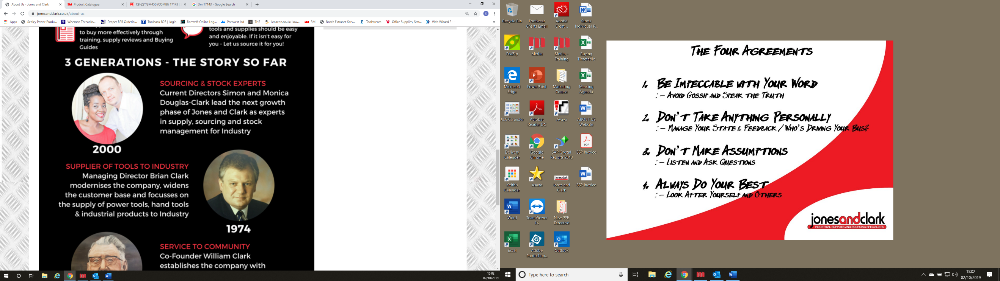 About Us - Jones and Clark
Product Catalogue
CB-ZS*/3M450 (COMBI) 17143 |
3m 17143 - Google Search
jonesandclark.co.uk/about-us
Apps
Sealey Power Produ...
Wiseman Threadin...
Draper B2B Orderin...
Toolbank B2B | Login
Beeswift Online Log...
Portwest Ltd
THS
Amazon.co.uk: Low...
3M
Bosch Extranet Serv...
Toolstream
Office Supplies, Stat...
Web Wizard 2 - -
to buy more effectively through
training, supply reviews and Buying
Guides
tools and supplies should be easy
and enjoyable. If it isn't easy for
you - Let us source it for you!
3 GENERATIONS - THE STORY SO FAR
SOURCING & STOCK EXPERTS
Current Directors Simon and Monica
Douglas-Clark lead the next growth
phase of Jones and Clark as experts
in supply, sourcing and stock
management for Industry
2000
SUPPLIER OF TOOLS TO INDUSTRY
Managing Director Brian Clark
modernises the company, widens
the customer base and focusses on
the supply of power tools, hand tools
& industrial products to Industry
1974
SERVICE TO COMMUNITY
Co-Founder William Clark
establishes the company with
15:02
02/10/2019
Recycle Bin
Footwear
Charts Email
Adobe
Creati...
Stress
Individual R...
PeaZip
Merlin
Merlin -
Training
Buying
Timetable
Microsoft
Edge
PowerPoint
Marketing
Course
Meeting
Agenda
J&C Calender
Acrobat
Reader DC
Avaya
ABOUT US
Website
Delivery
Calender
Google
Chrome
SAP Crystal
Reports 2013
PDF
SSP Invoice
Keith's
Calendar
Asana
Jones and
Clark
SSP Invoice
Word
TeamViewer
14
New PPE
Directive
Excel
Adobe
Photoshop...
Outlook
THE FOUR AGREEMENTS
1. BE IMPECCABLE WITH YOUR WORD
:– AVOID GOSSIP AND SPEAK THE TRUTH
2. DON'T TAKE ANYTHING PERSONALLY
:– MANAGE YOUR STATE & FEEDBACK / WHO'S DRIVING YOUR BUS?
3. DON'T MAKE ASSUMPTIONS
:– LISTEN AND ASK QUESTIONS
4. ALWAYS DO YOUR BEST
:– LOOK AFTER YOURSELF AND OTHERS
jonesandclark
INDUSTRIAL SUPPLIES AND SOURCING SPECIALISTS
Type here to search
15:02
02/10/2019